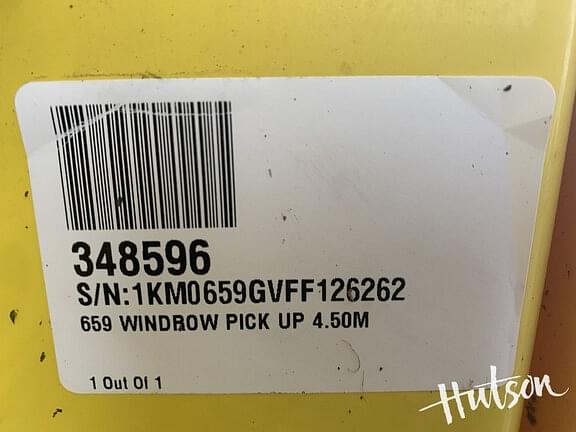 348596
S/N:1KM0659GVFF126262
659 WINDROW PICK UP 4.50M
1 Out Of 1
Hutson